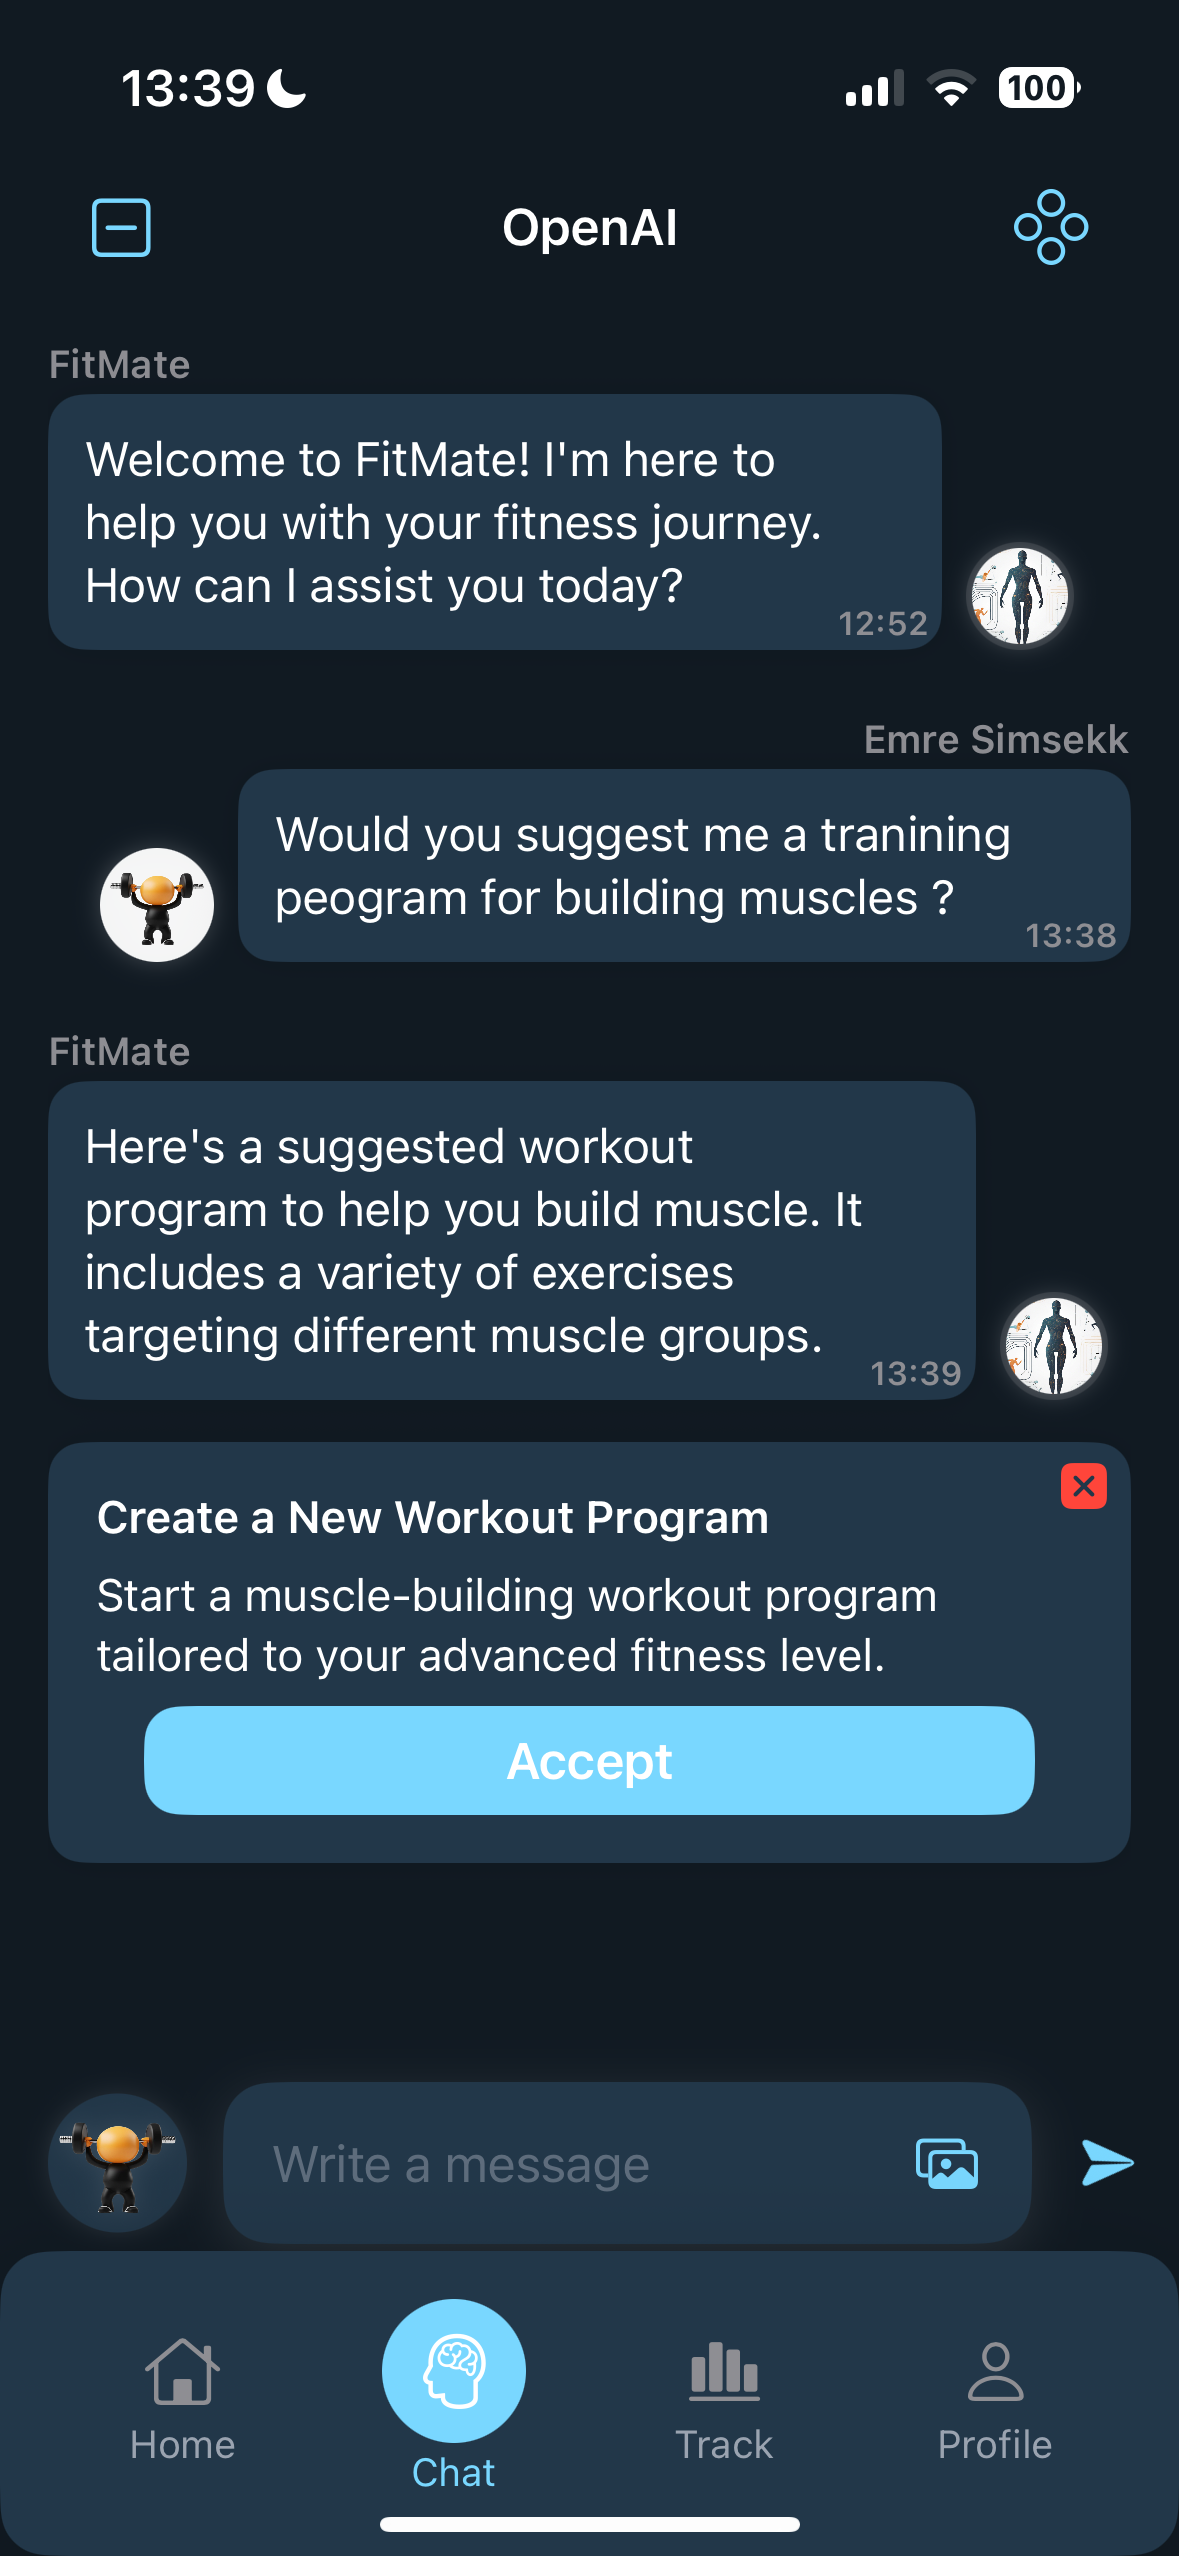 13:39
100
OpenAI
FitMate
Welcome to FitMate! I'm here to
help you with your fitness journey.
How can I assist you today?
12:52
Emre Simsekk
Would you suggest me a tranining
peogram for building muscles ?
13:38
FitMate
Here's a suggested workout
program to help you build muscle. It
includes a variety of exercises
targeting different muscle groups.
13:39
Create a New Workout Program
Start a muscle-building workout program
tailored to your advanced fitness level.
Accept
Write a message
Home
Chat
Track
Profile